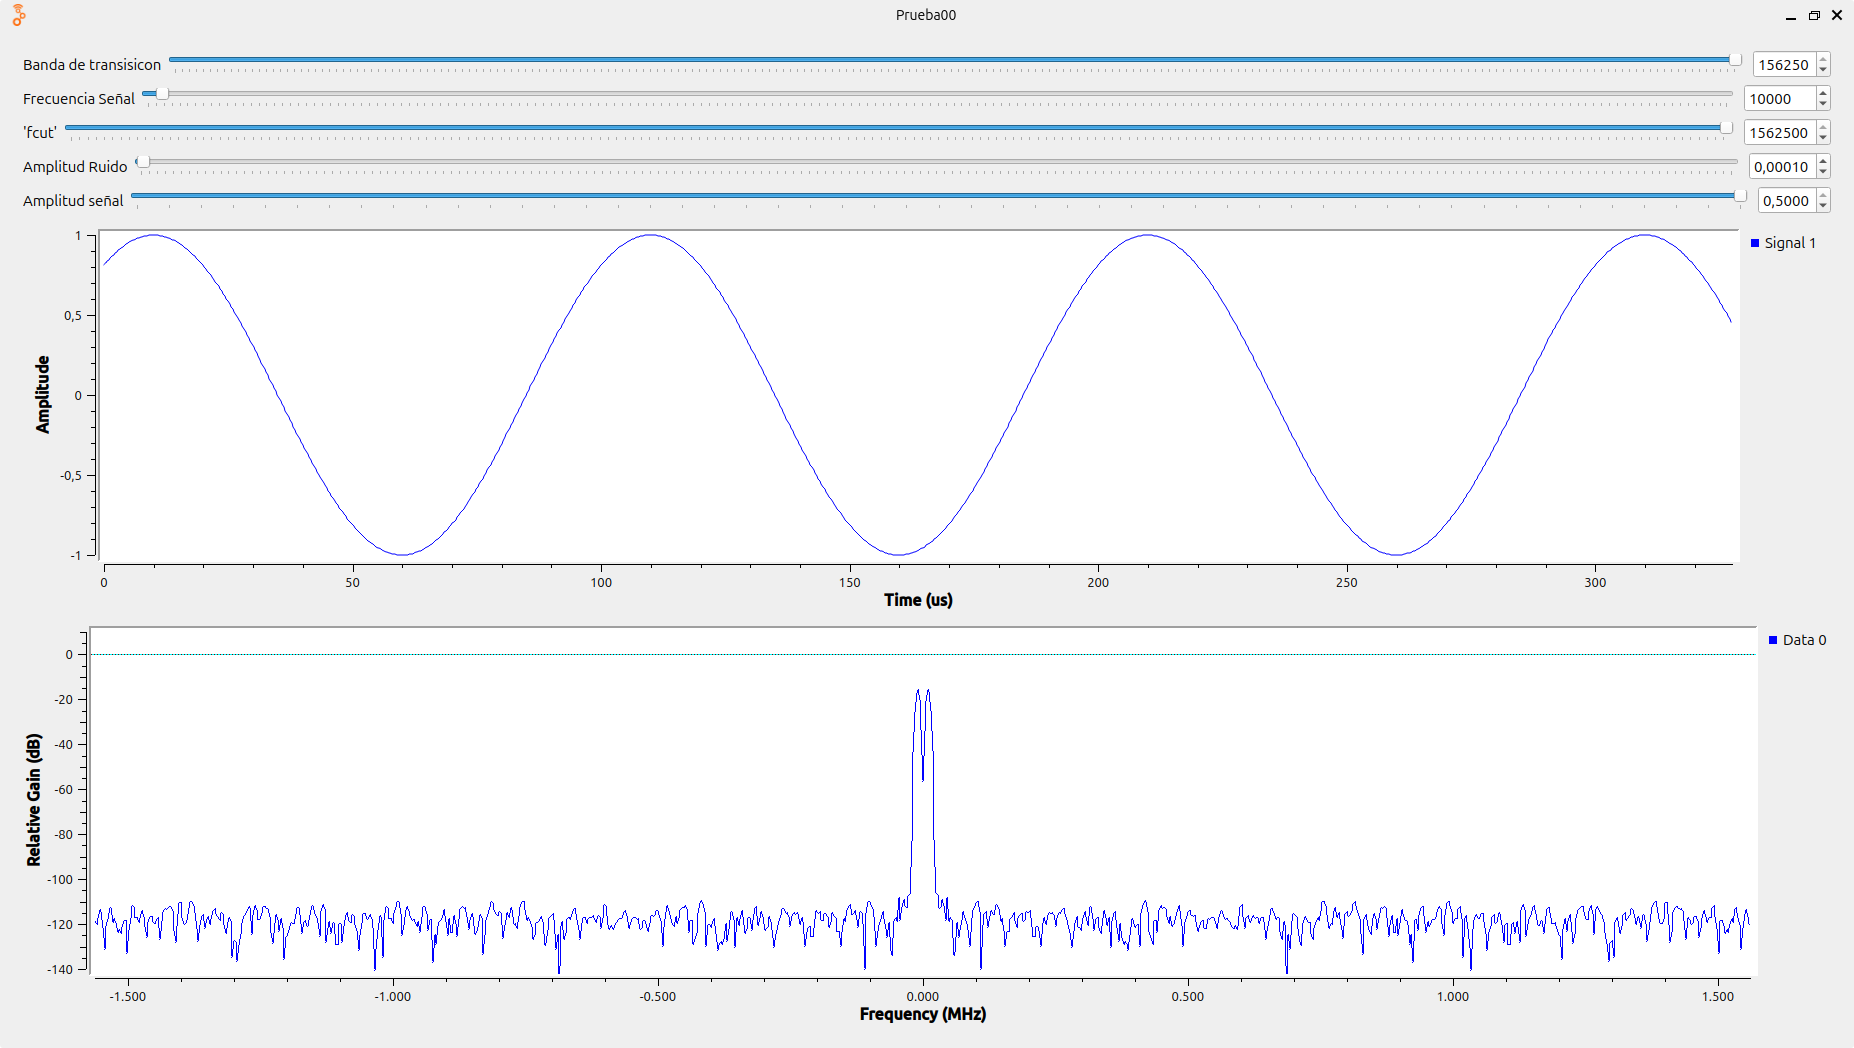 Prueba00
Banda de transisicon 156250
Frecuencia Señal 10000
'fcut' 1562500
Amplitud Ruido 0,00010
Amplitud señal 0,5000
Signal 1
1
0,5
0
-0,5
-1
Amplitude
0 50 100 150 200 250 300
Time (us)
Data 0
0
-20
-40
-60
-80
-100
-120
-140
Relative Gain (dB)
-1.500 -1.000 -0.500 0.000 0.500 1.000 1.500
Frequency (MHz)